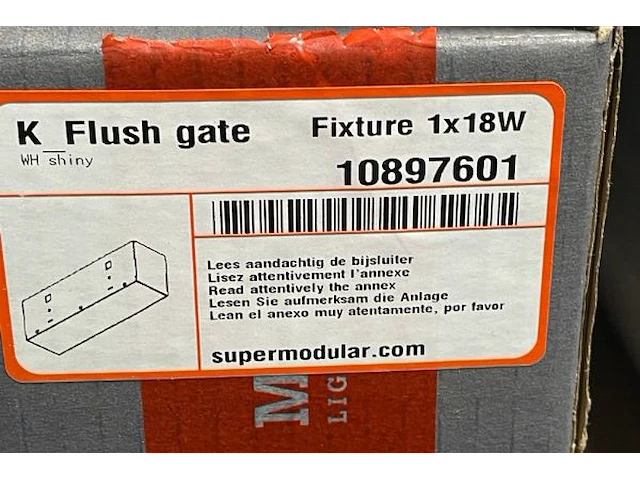 K_Flush gate
Fixture 1x18W
WH shiny
10897601
Lees aandachtig de bijsluiter
Lisez attentivement l'annexe
Read attentively the annex
Lesen Sie aufmerksam die Anlage
Lean el anexo muy atentamente, por favor
supermodular.com